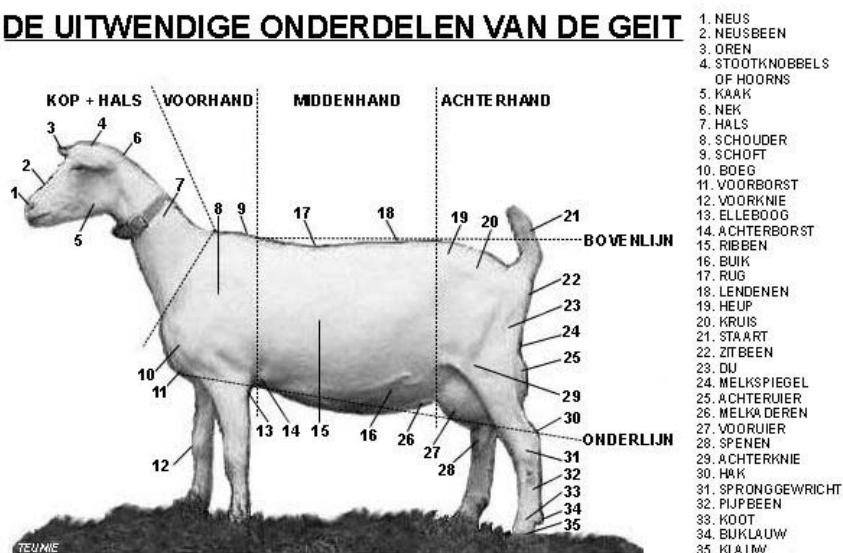 DE UITWENDIGE ONDERDELEN VAN DE GEIT
KOP + HALS VOORHAND MIDDENHAND ACHTERHAND
3 4 6
2
7
1
5
8 9
17 18 19 20 21
BOVENLIJN
22
23
24
25
10
11
29
30
13 14 15 16 26 27
ONDERLIJN
12
28
31
32
33
34
35
TEUNIE
1. NEUS
2. NEUSBEEN
3. OREN
4. STOOTKNOBBELS
OF HOORNS
5. KAAK
6. NEK
7. HALS
8. SCHOUDER
9. SCHOFT
10. BOEG
11. VOORBORST
12. VOORKNIE
13. ELLEBOOG
14. ACHTERBORST
15. RIBBEN
16. BUIK
17. RUG
18. LENDENEN
19. HEUP
20. KRUIS
21. STAART
22. ZITBEEN
23. DIJ
24. MELKSPIEGEL
25. ACHTERUIER
26. MELKADEREN
27. VOORUIER
28. SPENEN
29. ACHTERKNIE
30. HAK
31. SPRONGGEWRICHT
32. PIJPBEEN
33. KOOT
34. BIJKLAUW
35. KLAUW